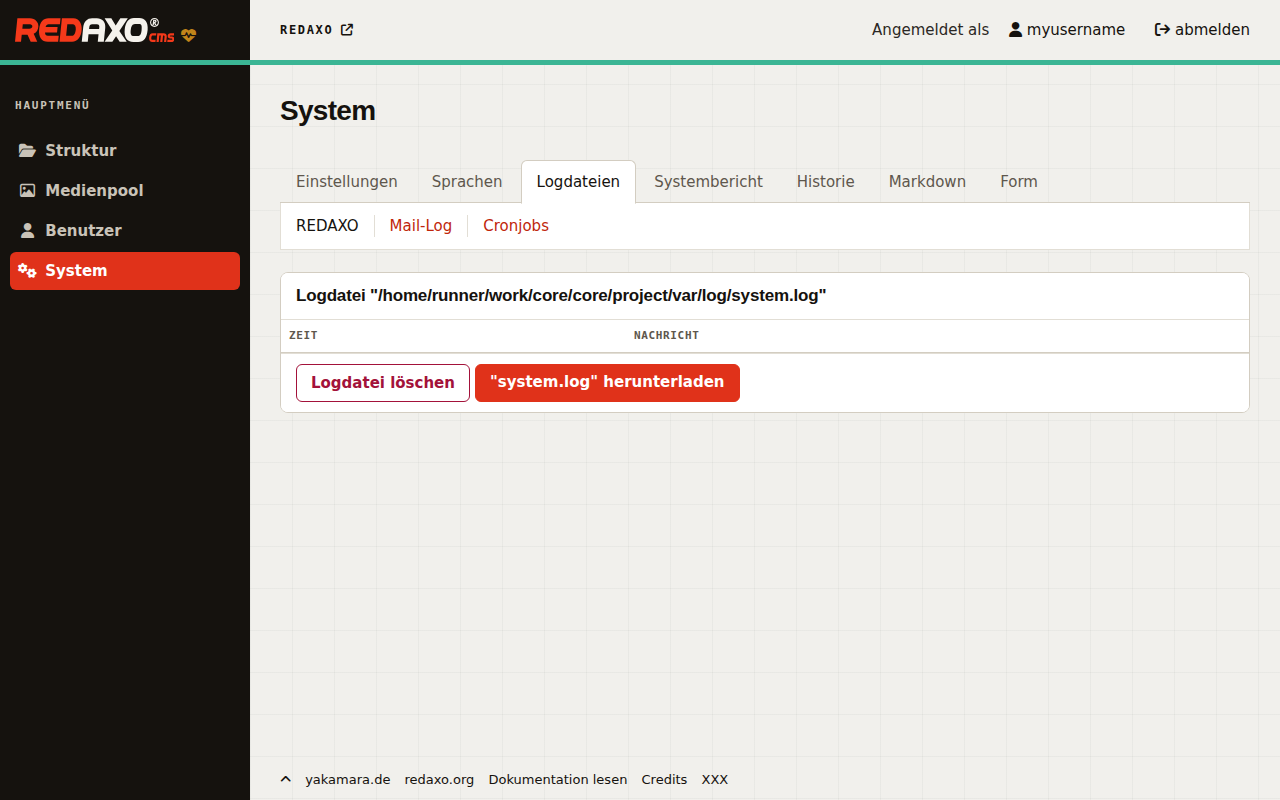 REDAXO® cms
REDAXO
Angemeldet als myusername abmelden
HAUPTMENÜ
Struktur
Medienpool
Benutzer
System
System
Einstellungen Sprachen Logdateien Systembericht Historie Markdown Form
REDAXO Mail-Log Cronjobs
Logdatei "/home/runner/work/core/core/project/var/log/system.log"
ZEIT NACHRICHT
Logdatei löschen "system.log" herunterladen
yakamara.de redaxo.org Dokumentation lesen Credits XXX